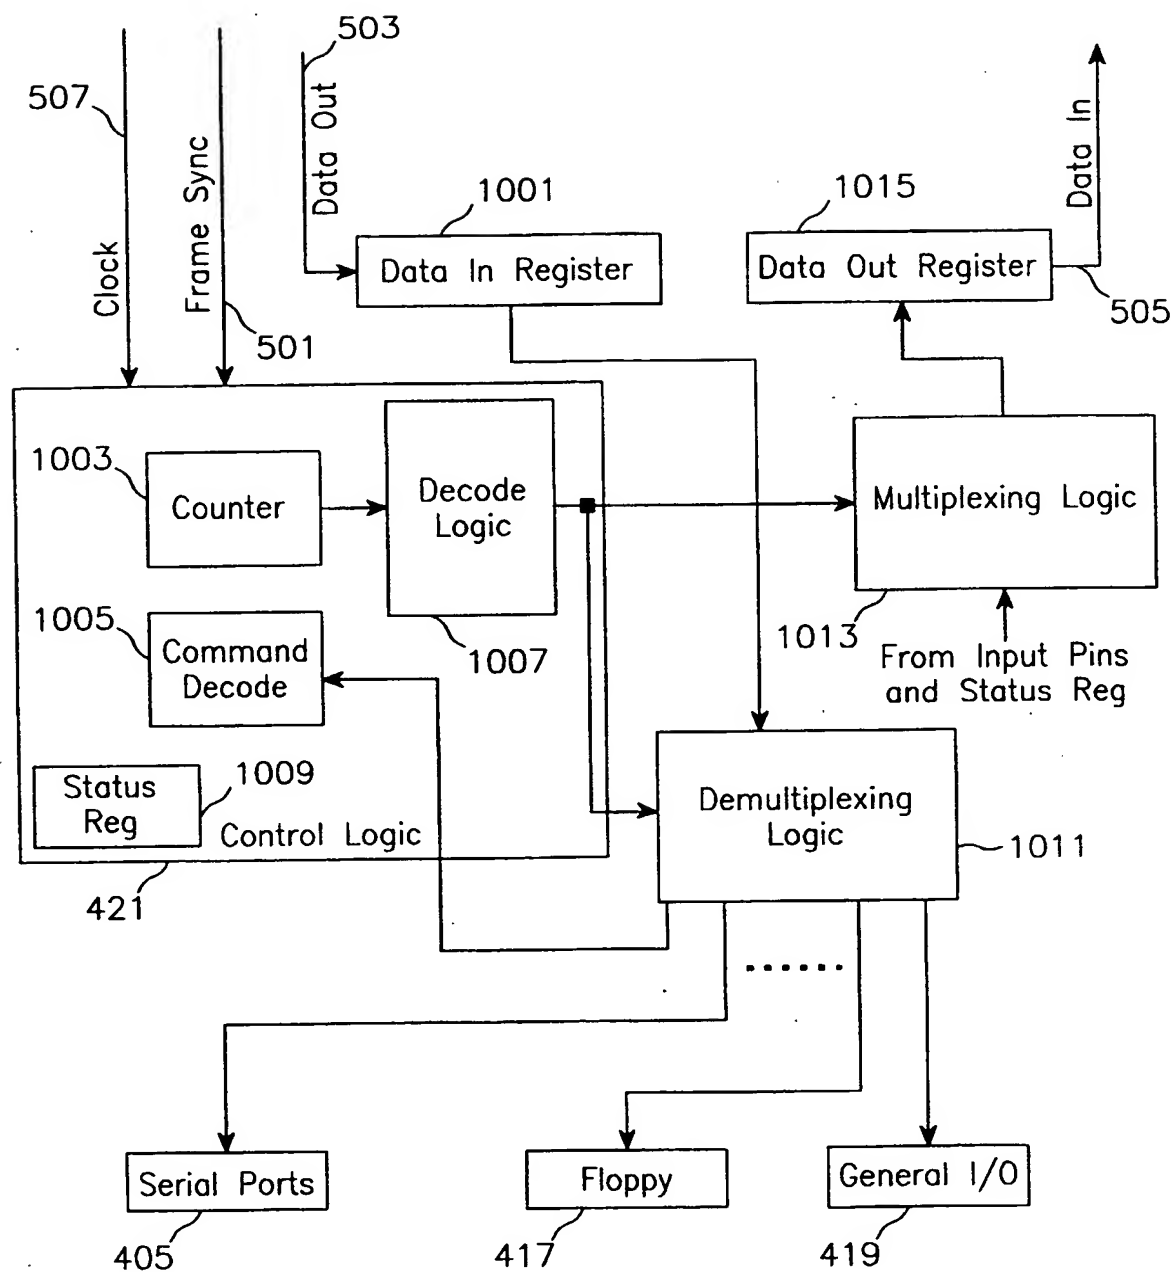 503
507
Data Out
Data In
Clock
Frame Sync
1001
1015
Data In Register
Data Out Register
505
501
1003
Counter
Decode
Logic
Multiplexing Logic
1005
Command
Decode
1007
1013
From Input Pins
and Status Reg
Status
Reg
1009
Control Logic
Demultiplexing
Logic
1011
421
Serial Ports
Floppy
General I/O
405
417
419